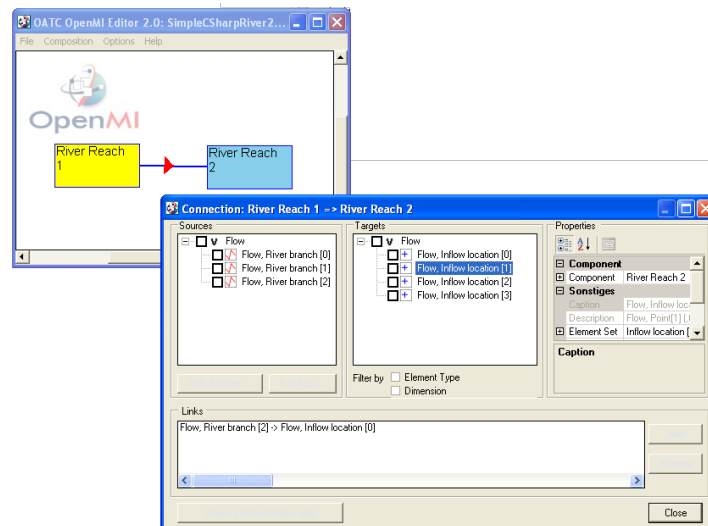 OATC OpenMI Editor 2.0: SimpleCSharpRiver2...
File Composition Options Help
OpenMI
River Reach
1
River Reach
2
Connection: River Reach 1 => River Reach 2
Sources
Flow
Flow, River branch [0]
Flow, River branch [1]
Flow, River branch [2]
Targets
Flow
Flow, Inflow location [0]
Flow, Inflow location [1]
Flow, Inflow location [2]
Flow, Inflow location [3]
Filter by Element Type
Dimension
Properties
Component
Component River Reach 2
Sonstiges
Caption Flow, Inflow loc
Description Flow, Point[1] (,
Element Set Inflow location [
Caption
Links
Flow, River branch [2] -> Flow, Inflow location [0]
Close